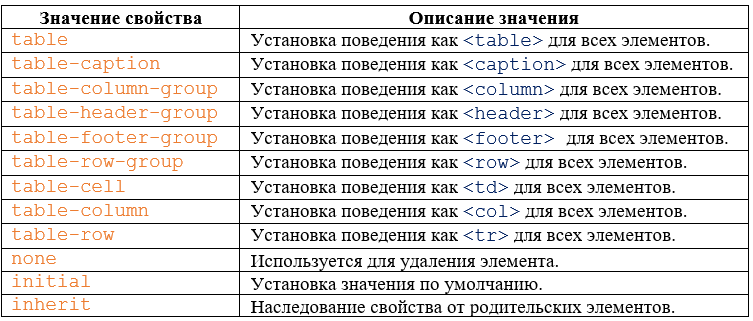 Значение свойства Описание значения
table Установка поведения как <table> для всех элементов.
table-caption Установка поведения как <caption> для всех элементов.
table-column-group Установка поведения как <column> для всех элементов.
table-header-group Установка поведения как <header> для всех элементов.
table-footer-group Установка поведения как <footer> для всех элементов.
table-row-group Установка поведения как <row> для всех элементов.
table-cell Установка поведения как <td> для всех элементов.
table-column Установка поведения как <col> для всех элементов.
table-row Установка поведения как <tr> для всех элементов.
none Используется для удаления элемента.
initial Установка значения по умолчанию.
inherit Наследование свойства от родительских элементов.